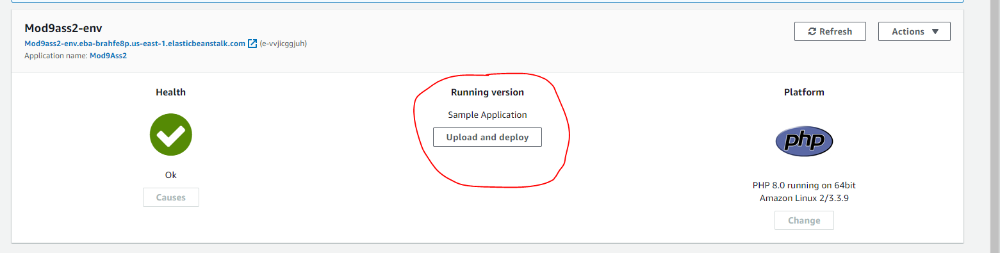 Mod9ass2-env
Mod9ass2-env.eba-brahfe8p.us-east-1.elasticbeanstalk.com (e-vvjicggjuh)
Application name: Mod9Ass2
Refresh
Actions
Health
Ok
Causes
Running version
Sample Application
Upload and deploy
Platform
php
PHP 8.0 running on 64bit
Amazon Linux 2/3.3.9
Change